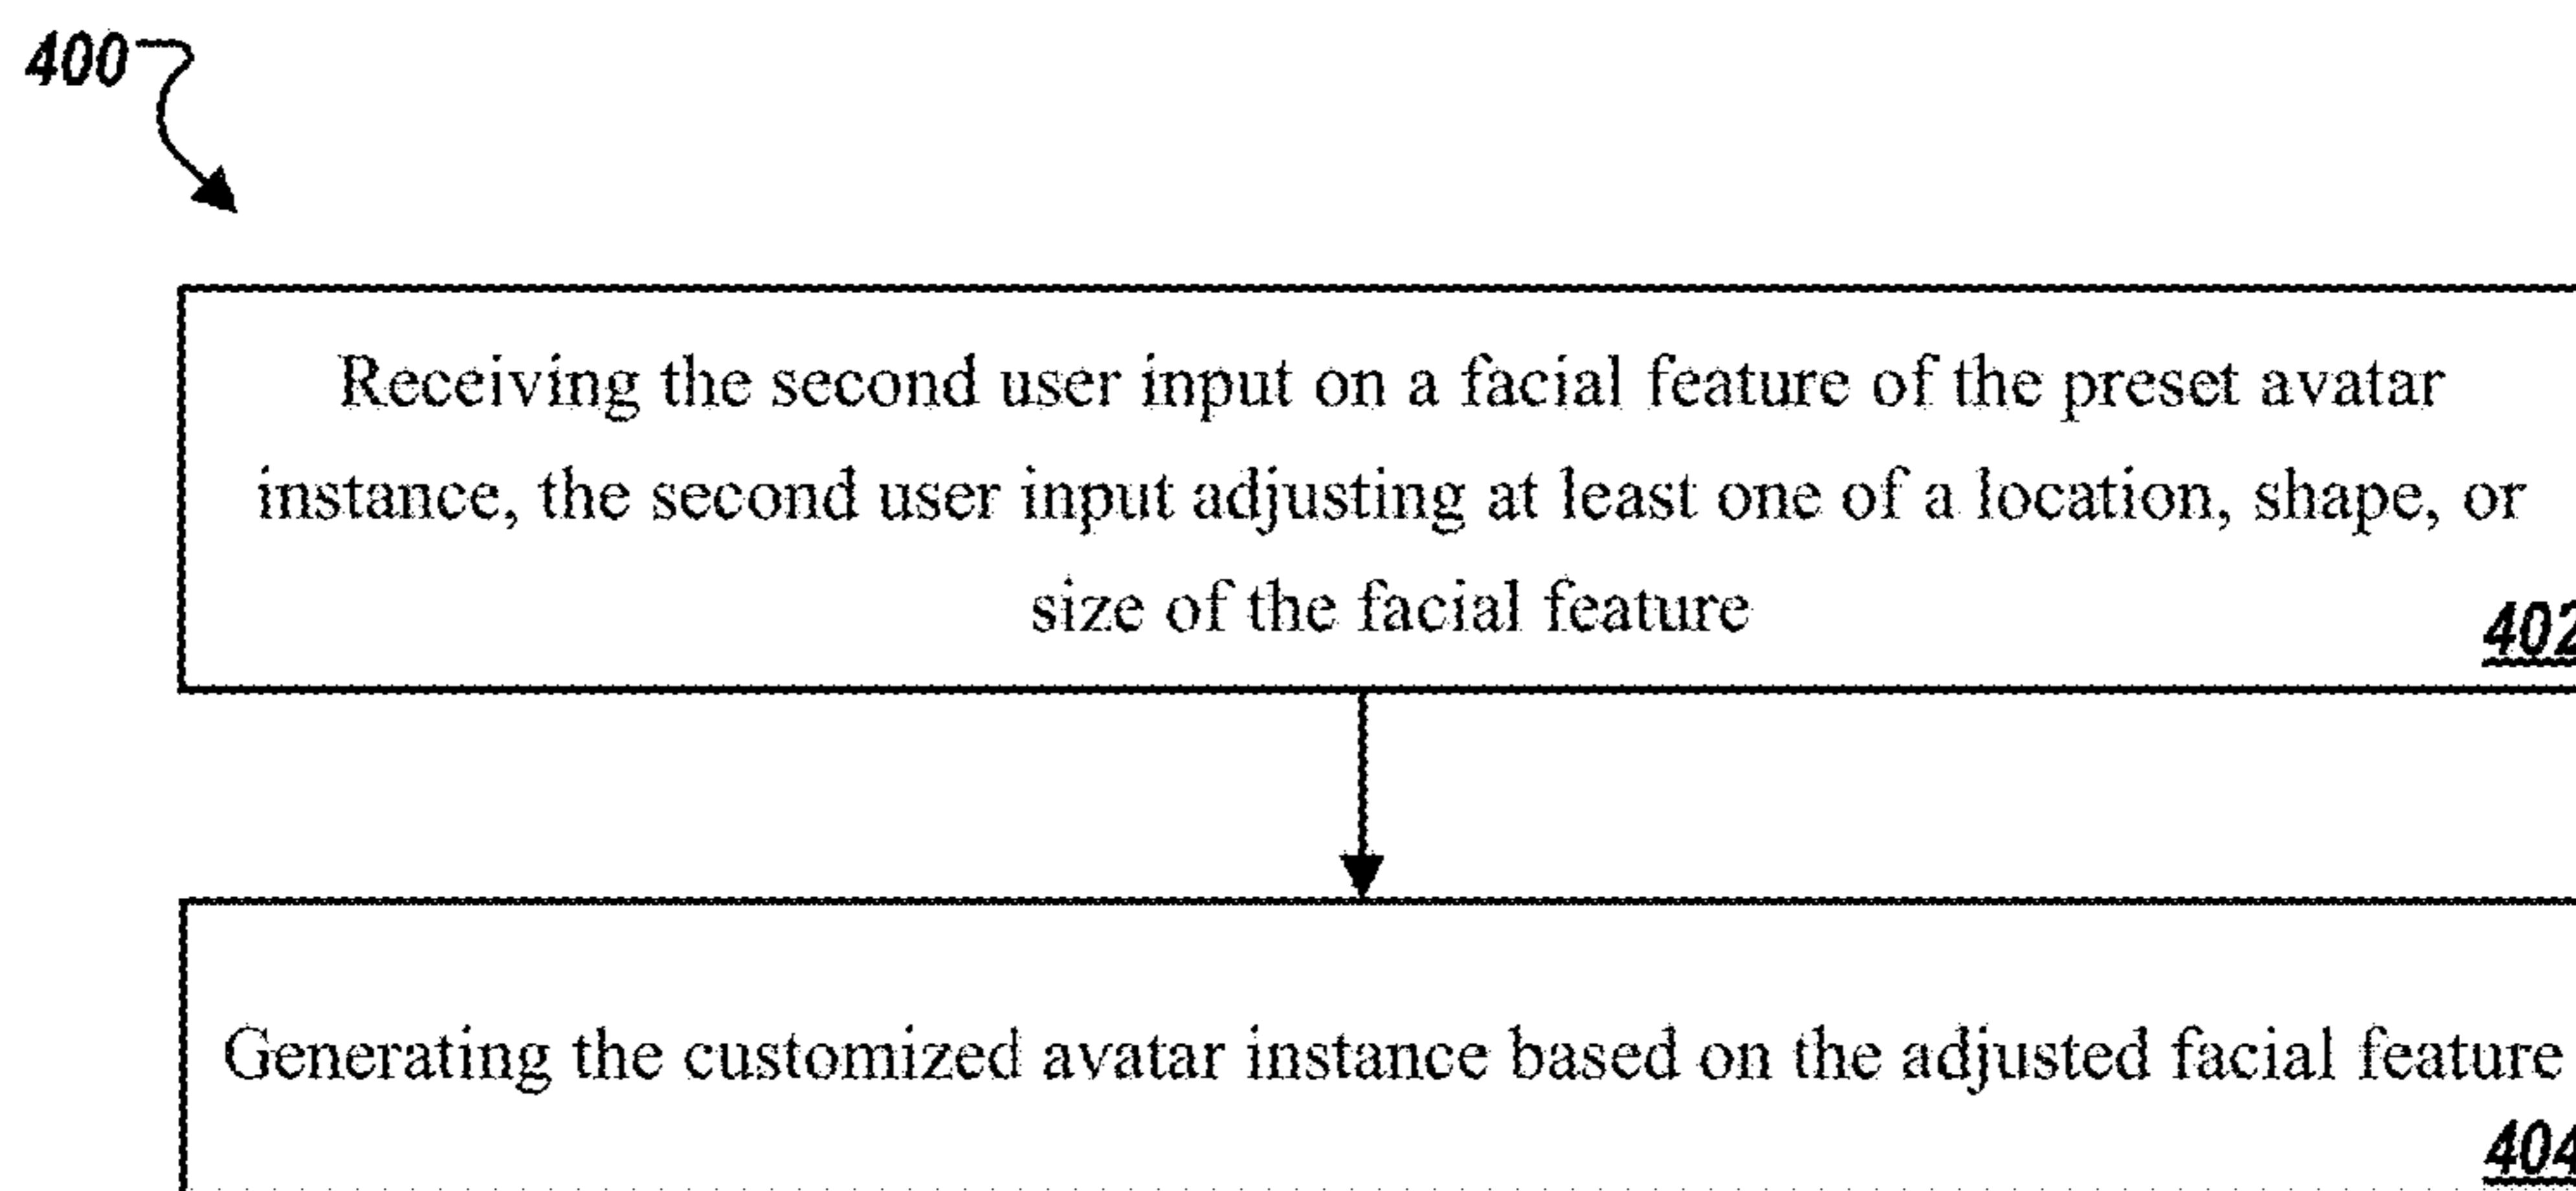 400
Receiving the second user input on a facial feature of the preset avatar
instance, the second user input adjusting at least one of a location, shape, or
size of the facial feature
402
Generating the customized avatar instance based on the adjusted facial feature
404